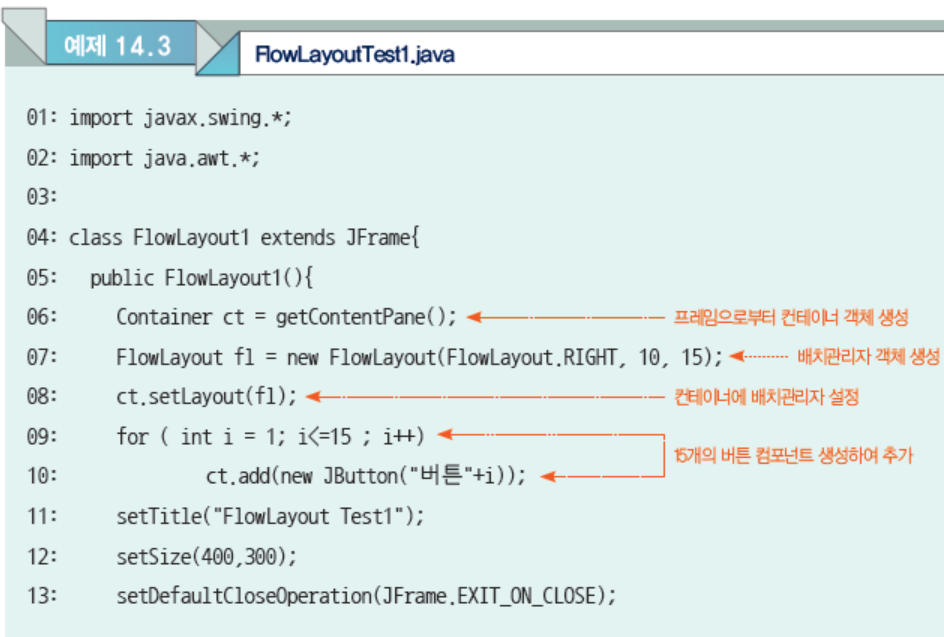 예제 14.3 FlowLayoutTest1.java
01: import javax.swing.*;
02: import java.awt.*;
03:
04: class FlowLayout1 extends JFrame{
05: public FlowLayout1(){
06: Container ct = getContentPane(); 프레임으로부터 컨테이너 객체 생성
07: FlowLayout fl = new FlowLayout(FlowLayout.RIGHT, 10, 15); 배치관리자 객체 생성
08: ct.setLayout(fl); 컨테이너에 배치관리자 설정
09: for ( int i = 1; i<=15 ; i++)
15개의 버튼 컴포넌트 생성하여 추가
10: ct.add(new JButton("버튼"+i));
11: setTitle("FlowLayout Test1");
12: setSize(400,300);
13: setDefaultCloseOperation(JFrame.EXIT_ON_CLOSE);